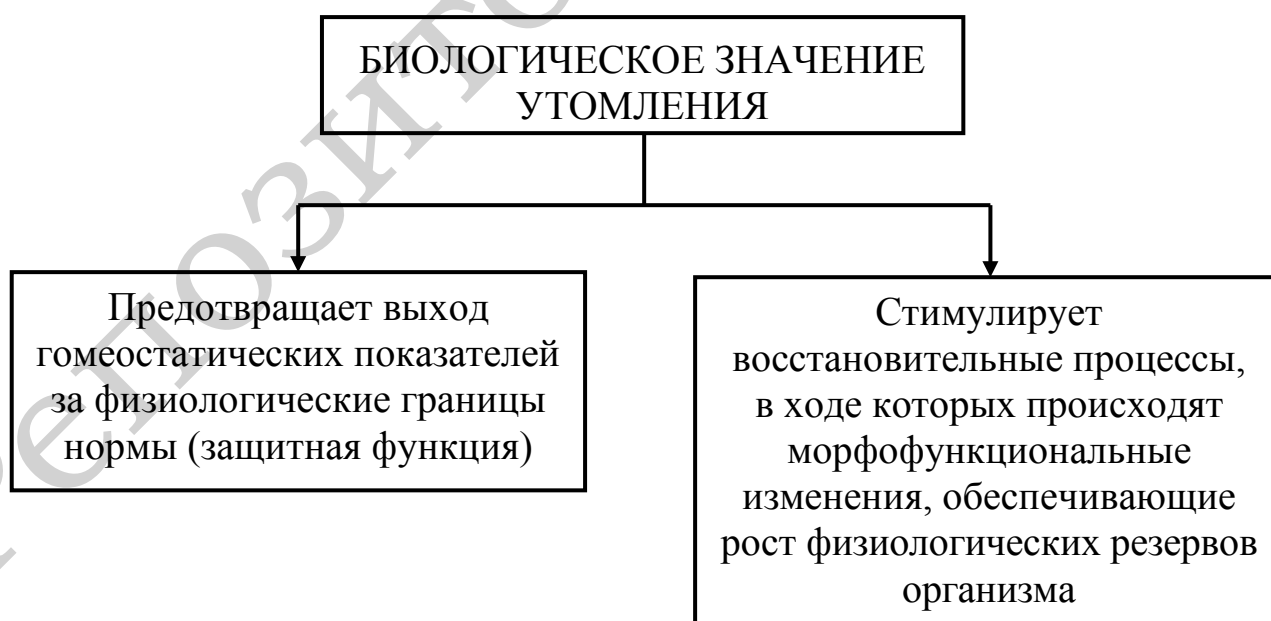 БИОЛОГИЧЕСКОЕ ЗНАЧЕНИЕ
УТОМЛЕНИЯ
Предотвращает выход
гомеостатических показателей
за физиологические границы
нормы (защитная функция)
Стимулирует
восстановительные процессы,
в ходе которых происходят
морфофункциональные
изменения, обеспечивающие
рост физиологических резервов
организма